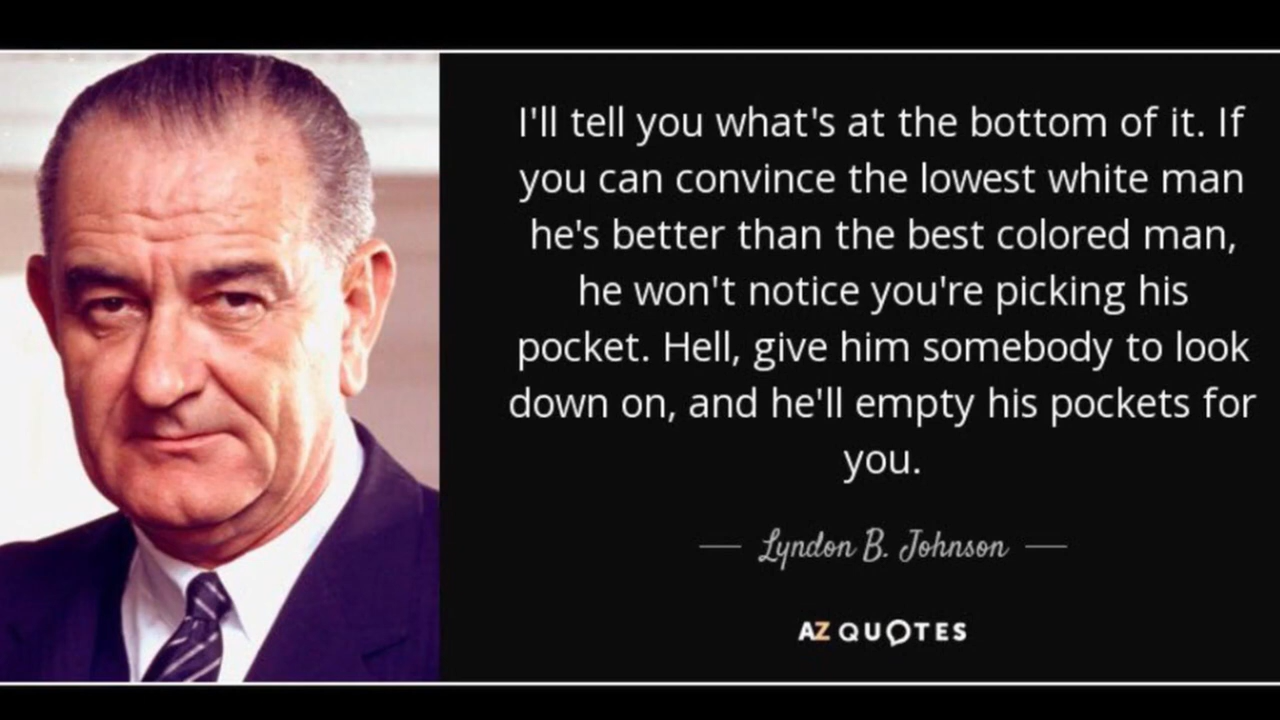 I'll tell you what's at the bottom of it. If
you can convince the lowest white man
he's better than the best colored man,
he won't notice you're picking his
pocket. Hell, give him somebody to look
down on, and he'll empty his pockets for
you.
Lyndon B. Johnson
AZ QUOTES